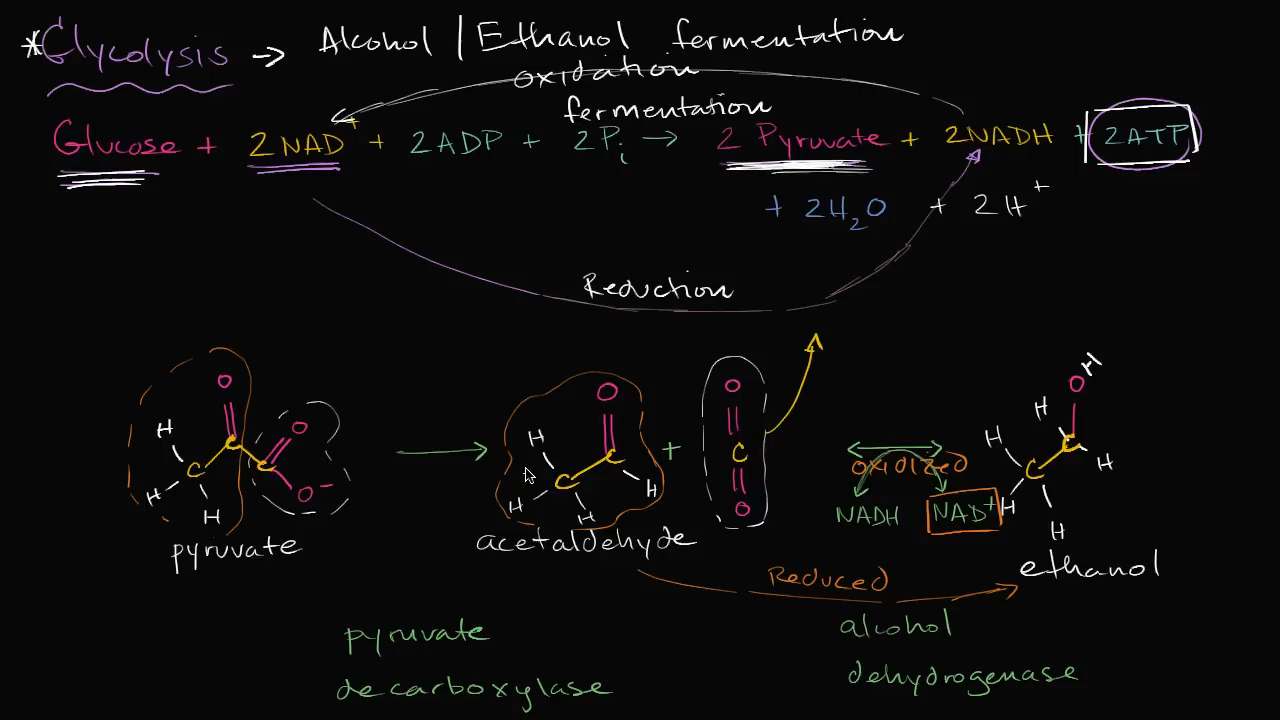 *Glycolysis → Alcohol | Ethanol fermentation
oxidation
fermentation
Glucose + 2NAD⁺ + 2ADP + 2Pᵢ → 2 Pyruvate + 2NADH + 2ATP
+ 2H₂O + 2H⁺
Reduction
O H
O O O O H
H O H H
C C C + C C
C C oxidized H
H O⁻ H H C
H H NADH NAD⁺ H
H O H
pyruvate acetaldehyde ethanol
Reduced
pyruvate alcohol
decarboxylase dehydrogenase